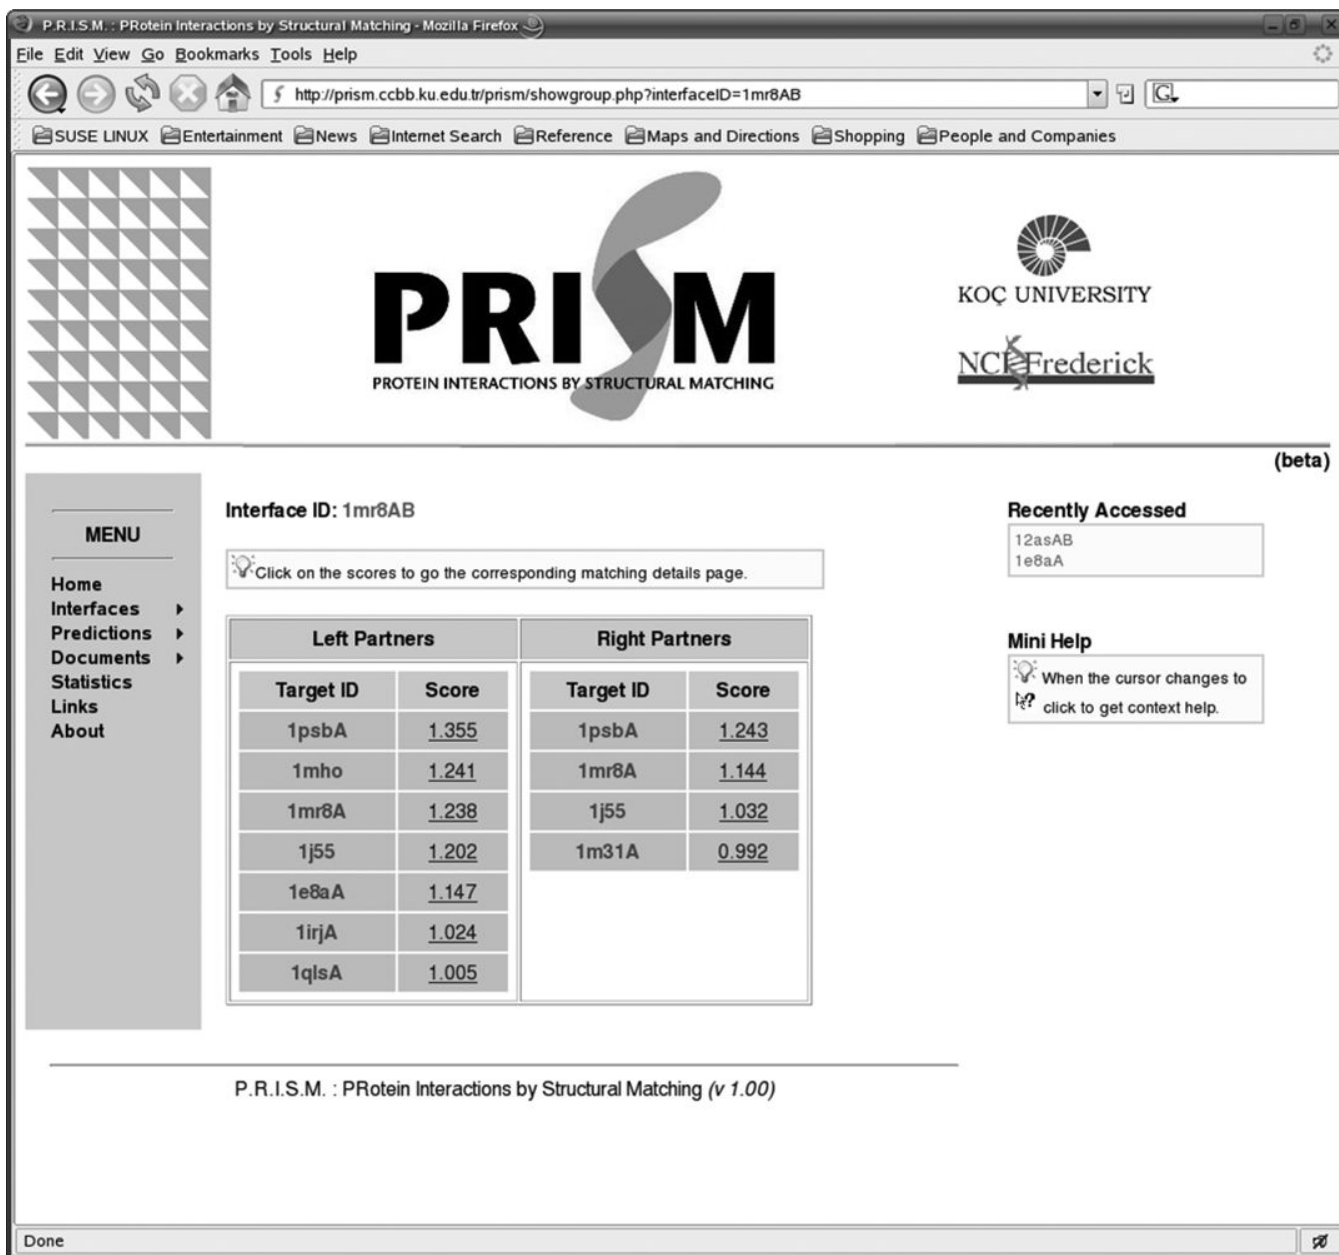 P.R.I.S.M. : PRotein Interactions by Structural Matching - Mozilla Firefox
File Edit View Go Bookmarks Tools Help
http://prism.ccbb.ku.edu.tr/prism/showgroup.php?interfaceID=1mr8AB
G
SUSE LINUX Entertainment News Internet Search Reference Maps and Directions Shopping People and Companies
PRISM
PROTEIN INTERACTIONS BY STRUCTURAL MATCHING
KOÇ UNIVERSITY
NCI Frederick
(beta)
MENU
Home
Interfaces
Predictions
Documents
Statistics
Links
About
Interface ID: 1mr8AB
Click on the scores to go the corresponding matching details page.
Left Partners Right Partners
Target ID Score Target ID Score
1psbA 1.355 1psbA 1.243
1mho 1.241 1mr8A 1.144
1mr8A 1.238 1j55 1.032
1j55 1.202 1m31A 0.992
1e8aA 1.147
1irjA 1.024
1qlsA 1.005
Recently Accessed
12asAB
1e8aA
Mini Help
When the cursor changes to
? click to get context help.
P.R.I.S.M. : PRotein Interactions by Structural Matching (v 1.00)
Done